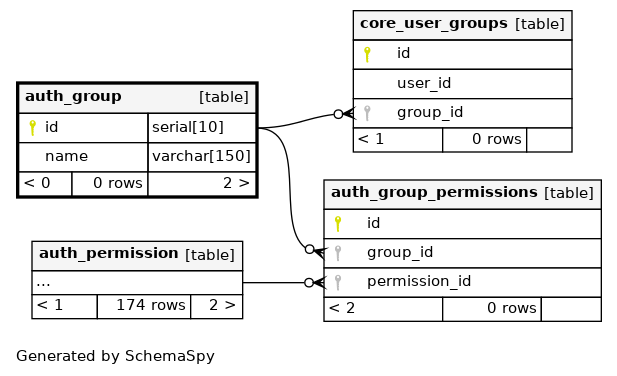 core_user_groups [table]
id
user_id
group_id
< 1 0 rows
auth_group [table]
id serial[10]
name varchar[150]
< 0 0 rows 2 >
auth_group_permissions [table]
id
group_id
permission_id
< 2 0 rows
auth_permission [table]
...
< 1 174 rows 2 >
Generated by SchemaSpy